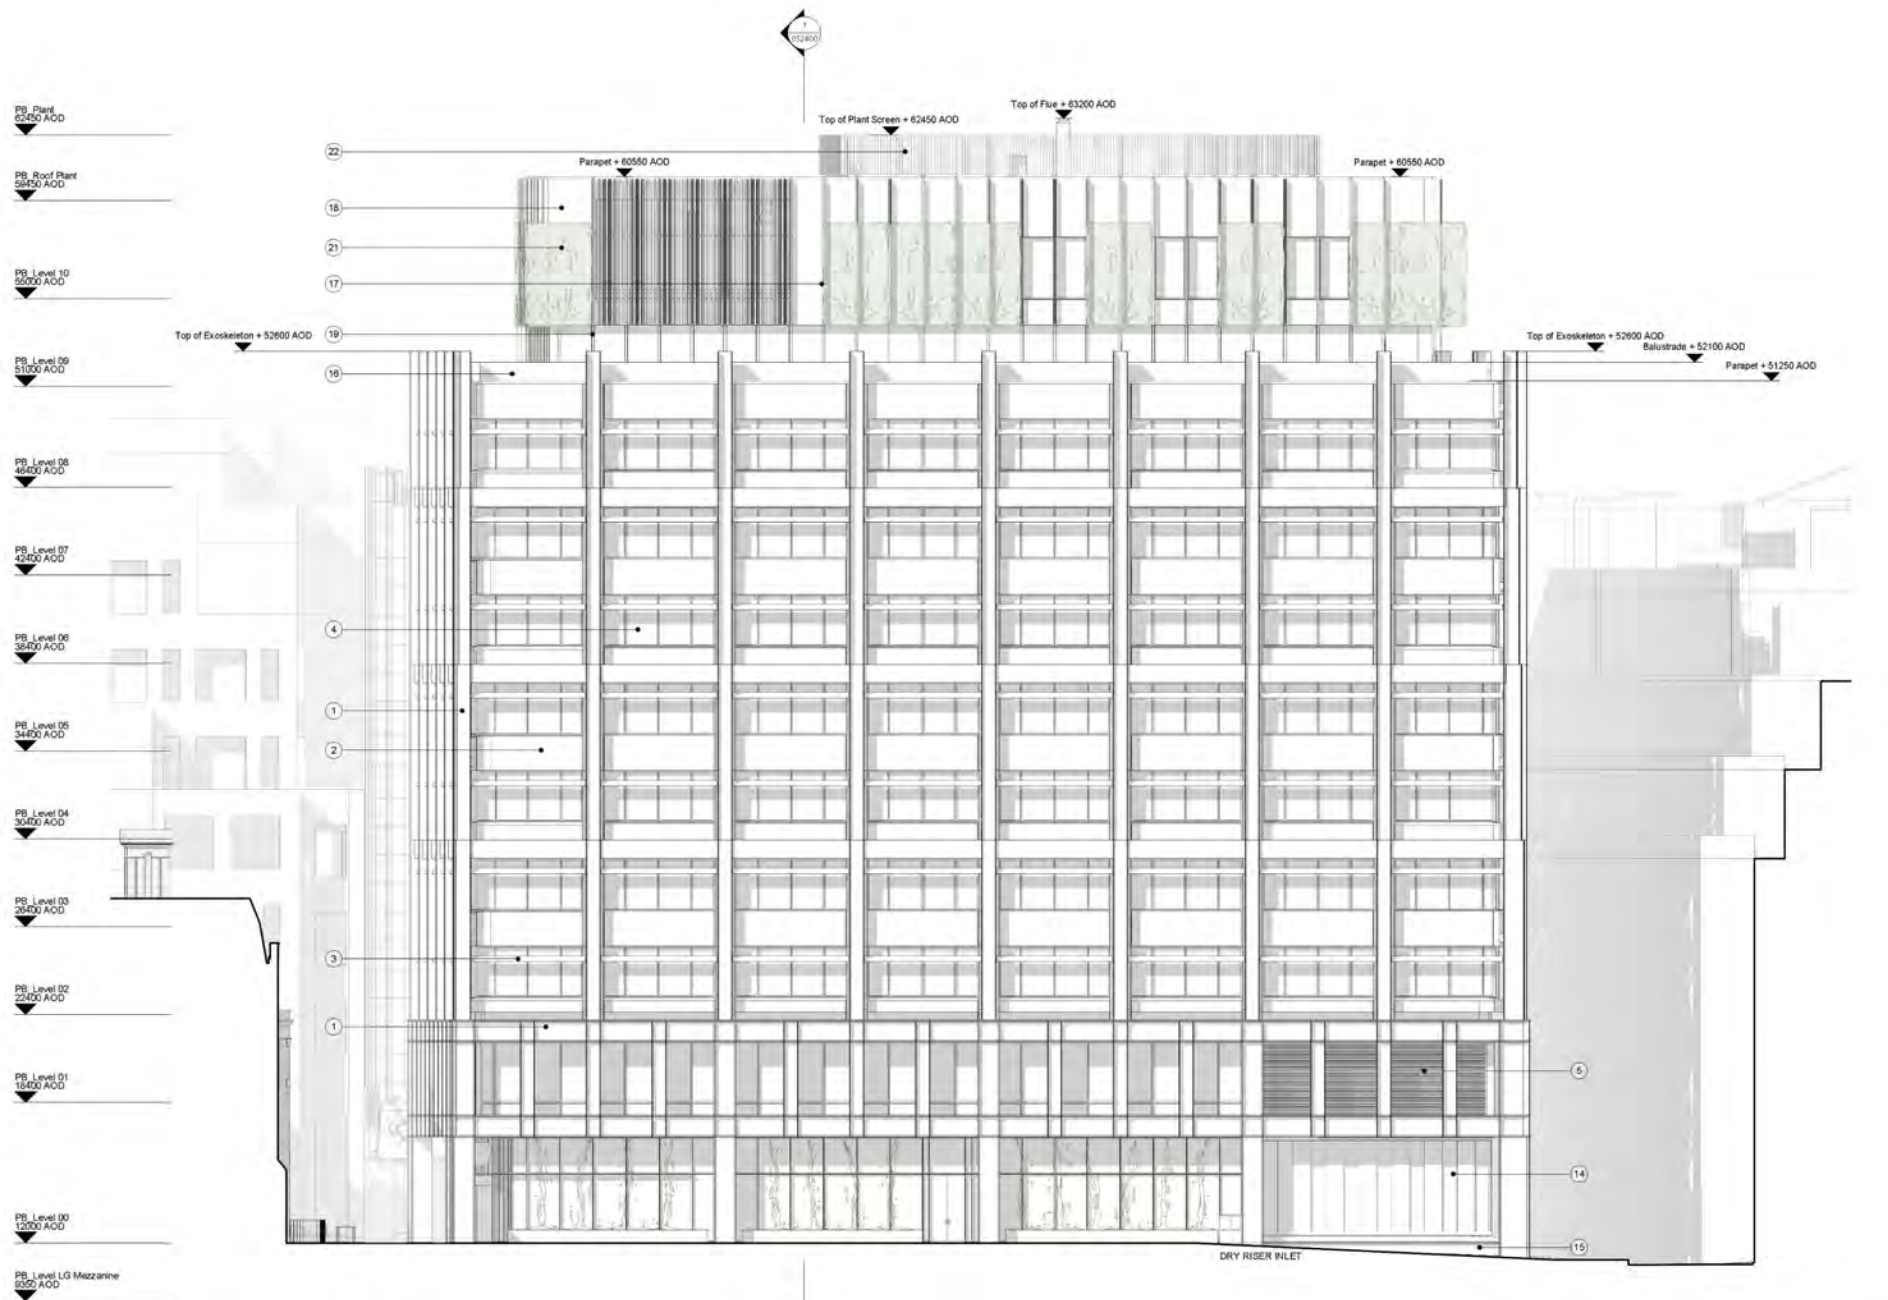 1
052400
PB_Plant
62450 AOD
Top of Flue + 63200 AOD
Top of Plant Screen + 62450 AOD
22
Parapet + 60550 AOD
Parapet + 60550 AOD
PB_Roof Plant
59450 AOD
18
21
PB_Level 10
55000 AOD
17
Top of Exoskeleton + 52600 AOD
19
Top of Exoskeleton + 52600 AOD
Balustrade + 52100 AOD
Parapet + 51250 AOD
PB_Level 09
51000 AOD
16
PB_Level 08
46400 AOD
PB_Level 07
42400 AOD
4
PB_Level 06
38400 AOD
1
PB_Level 05
34400 AOD
2
PB_Level 04
30400 AOD
PB_Level 03
26400 AOD
3
PB_Level 02
22400 AOD
1
PB_Level 01
18400 AOD
5
14
PB_Level 00
12000 AOD
15
DRY RISER INLET
PB_Level LG Mezzanine
9350 AOD